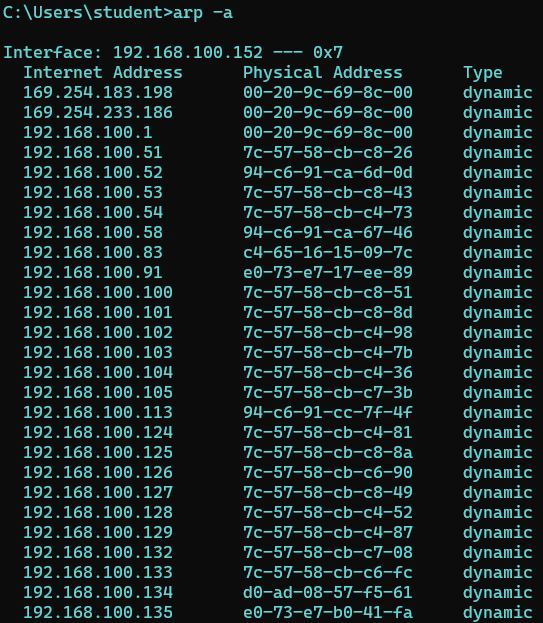 C:\Users\student>arp -a
Interface: 192.168.100.152 --- 0x7
Internet Address Physical Address Type
169.254.183.198 00-20-9c-69-8c-00 dynamic
169.254.233.186 00-20-9c-69-8c-00 dynamic
192.168.100.1 00-20-9c-69-8c-00 dynamic
192.168.100.51 7c-57-58-cb-c8-26 dynamic
192.168.100.52 94-c6-91-ca-6d-0d dynamic
192.168.100.53 7c-57-58-cb-c8-43 dynamic
192.168.100.54 7c-57-58-cb-c4-73 dynamic
192.168.100.58 94-c6-91-ca-67-46 dynamic
192.168.100.83 c4-65-16-15-09-7c dynamic
192.168.100.91 e0-73-e7-17-ee-89 dynamic
192.168.100.100 7c-57-58-cb-c8-51 dynamic
192.168.100.101 7c-57-58-cb-c8-8d dynamic
192.168.100.102 7c-57-58-cb-c4-98 dynamic
192.168.100.103 7c-57-58-cb-c4-7b dynamic
192.168.100.104 7c-57-58-cb-c4-36 dynamic
192.168.100.105 7c-57-58-cb-c7-3b dynamic
192.168.100.113 94-c6-91-cc-7f-4f dynamic
192.168.100.124 7c-57-58-cb-c4-81 dynamic
192.168.100.125 7c-57-58-cb-c8-8a dynamic
192.168.100.126 7c-57-58-cb-c6-90 dynamic
192.168.100.127 7c-57-58-cb-c8-49 dynamic
192.168.100.128 7c-57-58-cb-c4-52 dynamic
192.168.100.129 7c-57-58-cb-c4-87 dynamic
192.168.100.132 7c-57-58-cb-c7-08 dynamic
192.168.100.133 7c-57-58-cb-c6-fc dynamic
192.168.100.134 d0-ad-08-57-f5-61 dynamic
192.168.100.135 e0-73-e7-b0-41-fa dynamic